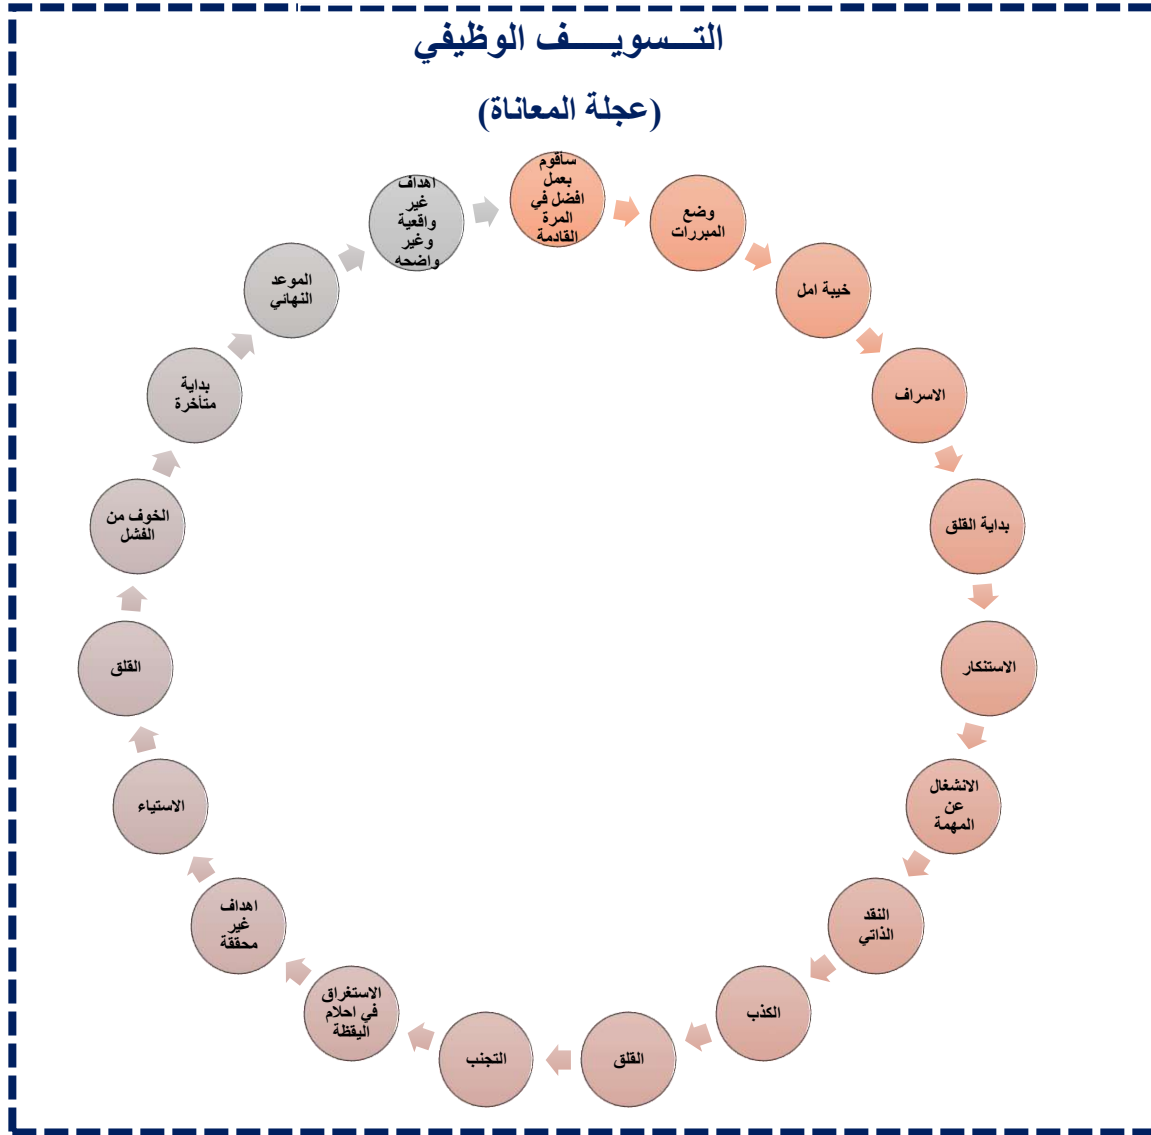 التـــسويـــــف الوظيفي
(عجلة المعاناة)
سأقوم
بعمل
افضل في
المرة
القادمة
وضع
المبررات
خيبة امل
الاسراف
بداية القلق
الاستنكار
الانشغال
عن
المهمة
النقد
الذاتي
الكذب
القلق
التجنب
الاستغراق
في احلام
اليقظة
اهداف
غير
محققة
الاستياء
القلق
الخوف من
الفشل
بداية
متأخرة
الموعد
النهائي
اهداف
غير
واقعية
وغير
واضحه